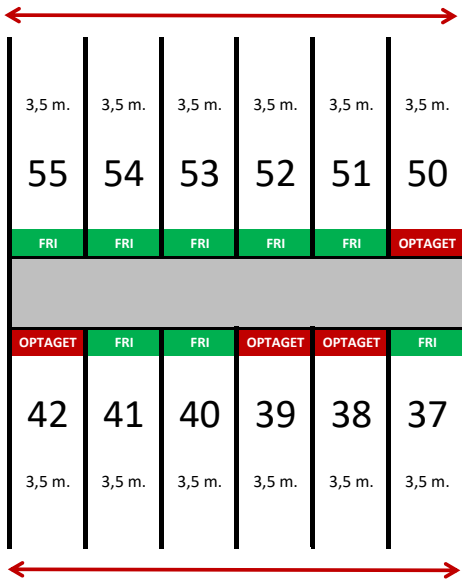 3,5 m. 3,5 m. 3,5 m. 3,5 m. 3,5 m. 3,5 m.
55 54 53 52 51 50
FRI FRI FRI FRI FRI OPTAGET
OPTAGET FRI FRI OPTAGET OPTAGET FRI
42 41 40 39 38 37
3,5 m. 3,5 m. 3,5 m. 3,5 m. 3,5 m. 3,5 m.